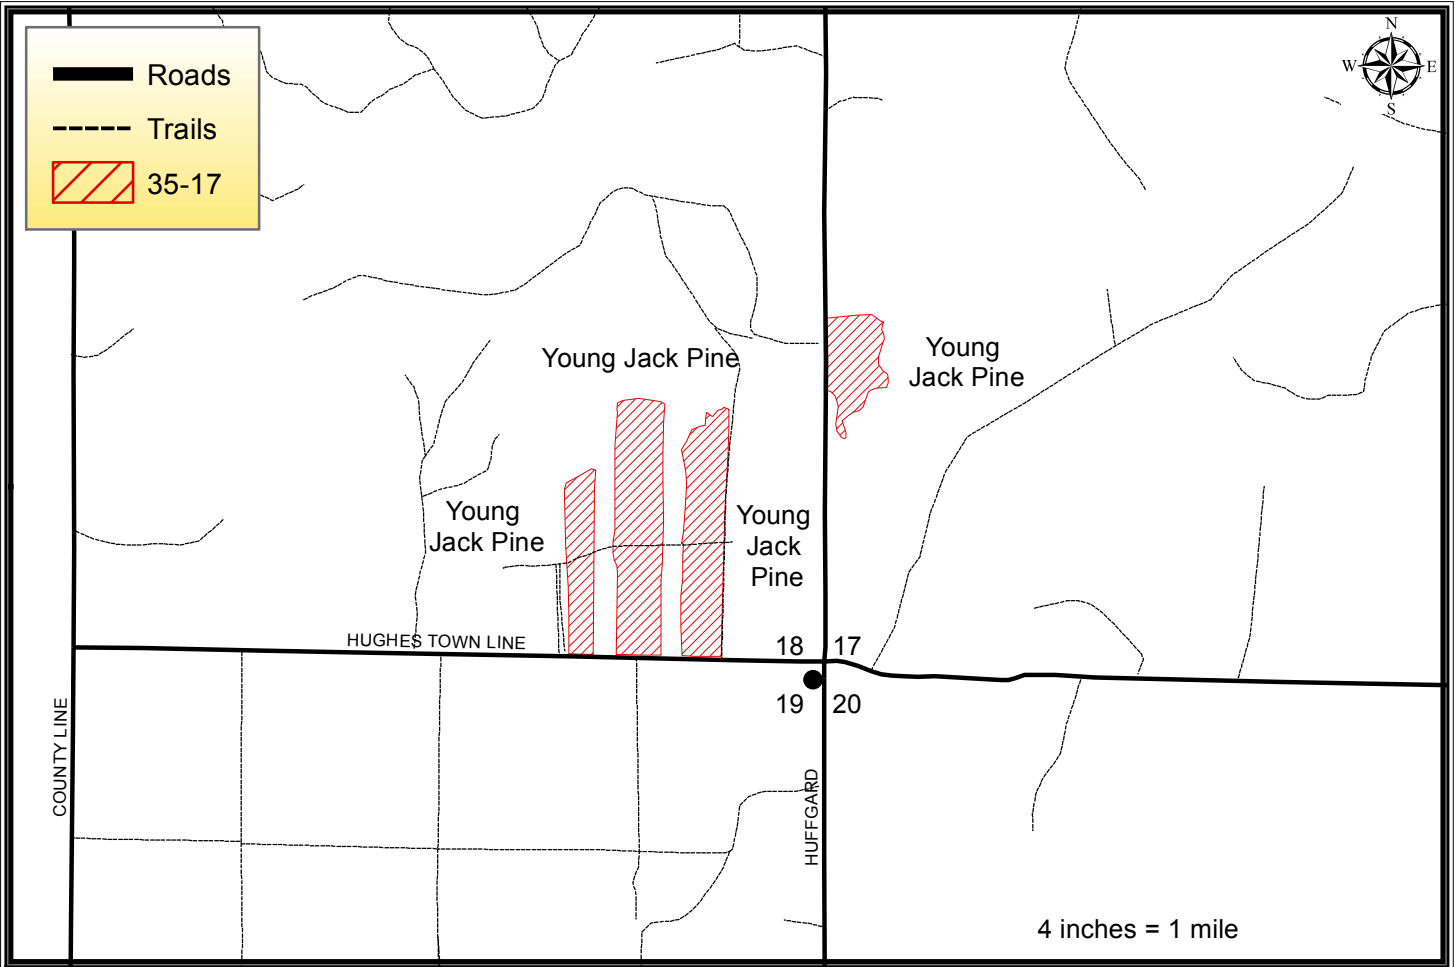 Roads
Trails
35-17
N
W
E
S
Young Jack Pine
Young
Jack Pine
Young
Jack Pine
Young
Jack
Pine
HUGHES TOWN LINE
18
17
19
20
COUNTY LINE
HUFFGARD
4 inches = 1 mile